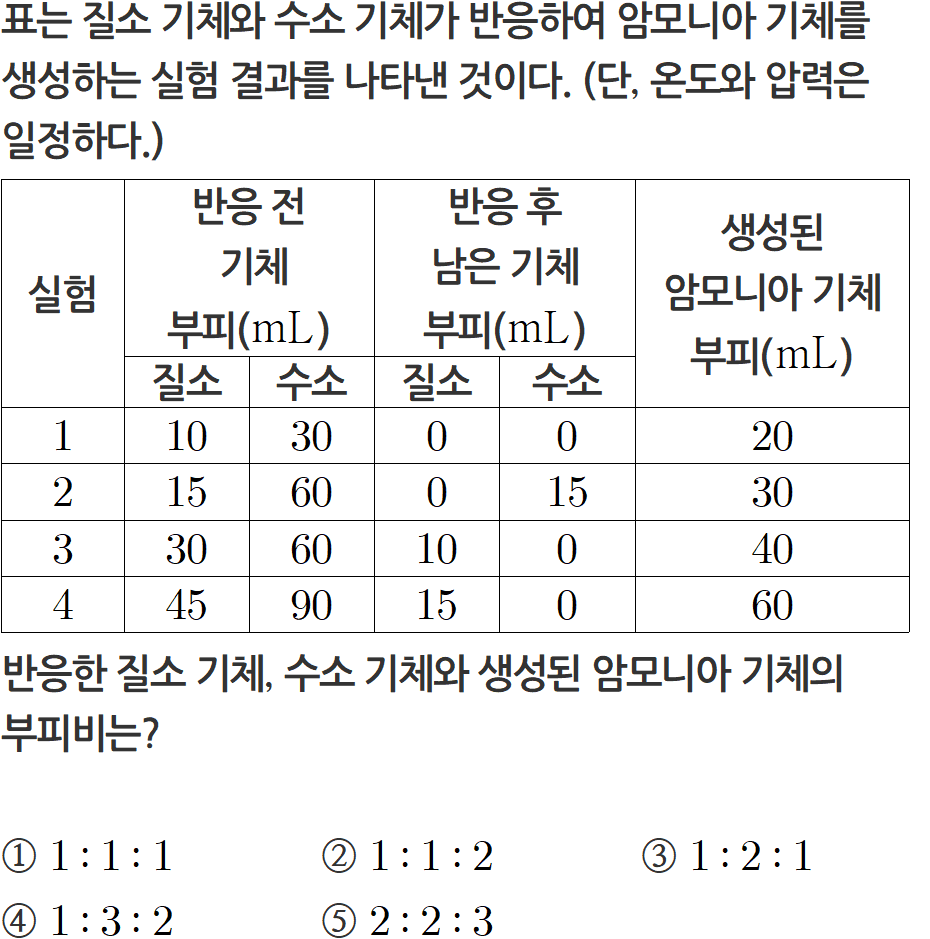 표는 질소 기체와 수소 기체가 반응하여 암모니아 기체를
생성하는 실험 결과를 나타낸 것이다. (단, 온도와 압력은
일정하다.)
실험 반응 전 기체 부피(mL) 반응 후 남은 기체 부피(mL) 생성된 암모니아 기체 부피(mL)
질소 수소 질소 수소
1 10 30 0 0 20
2 15 60 0 15 30
3 30 60 10 0 40
4 45 90 15 0 60
반응한 질소 기체, 수소 기체와 생성된 암모니아 기체의
부피비는?
① 1 : 1 : 1 ② 1 : 1 : 2 ③ 1 : 2 : 1
④ 1 : 3 : 2 ⑤ 2 : 2 : 3